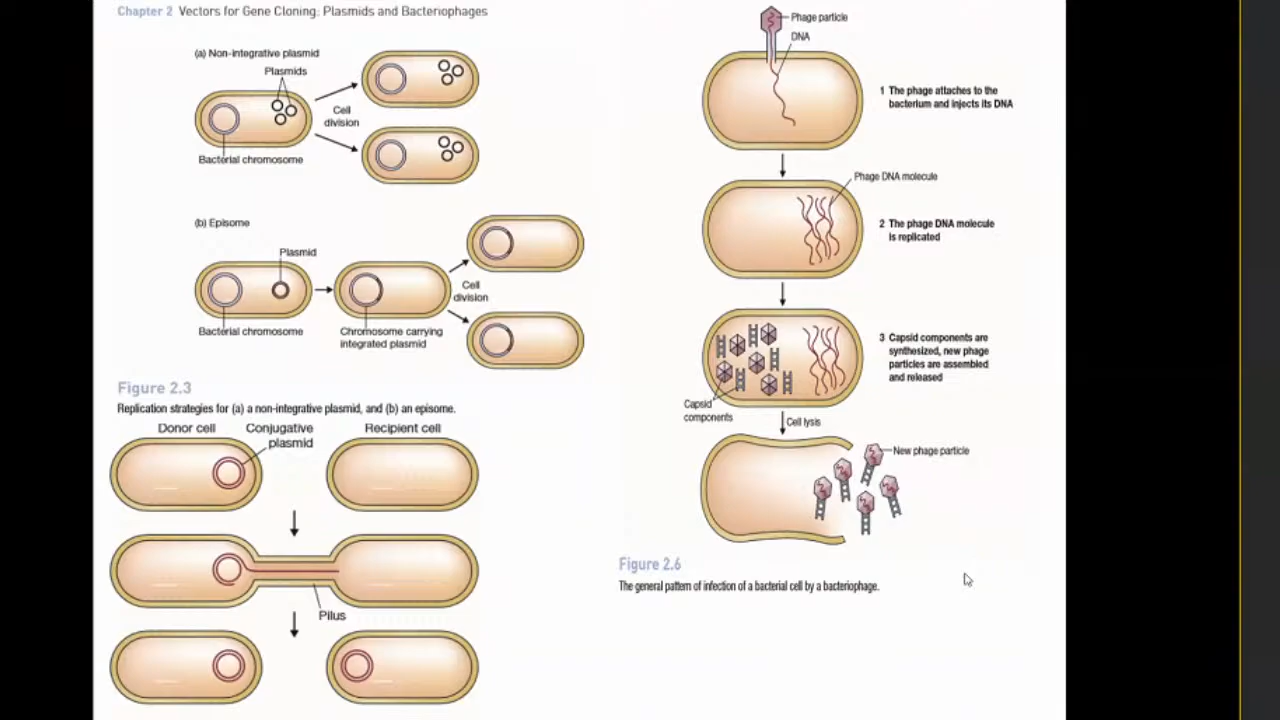 Chapter 2 Vectors for Gene Cloning: Plasmids and Bacteriophages
(a) Non-integrative plasmid
Plasmids
Cell
division
Bacterial chromosome
(b) Episome
Plasmid
Cell
division
Bacterial chromosome
Chromosome carrying
integrated plasmid
Figure 2.3
Replication strategies for (a) a non-integrative plasmid, and (b) an episome.
Donor cell
Conjugative
plasmid
Recipient cell
Pilus
Phage particle
DNA
1 The phage attaches to the
bacterium and injects its DNA
Phage DNA molecule
2 The phage DNA molecule
is replicated
3 Capsid components are
synthesized, new phage
particles are assembled
and released
Capsid
components
Cell lysis
New phage particle
Figure 2.6
The general pattern of infection of a bacterial cell by a bacteriophage.